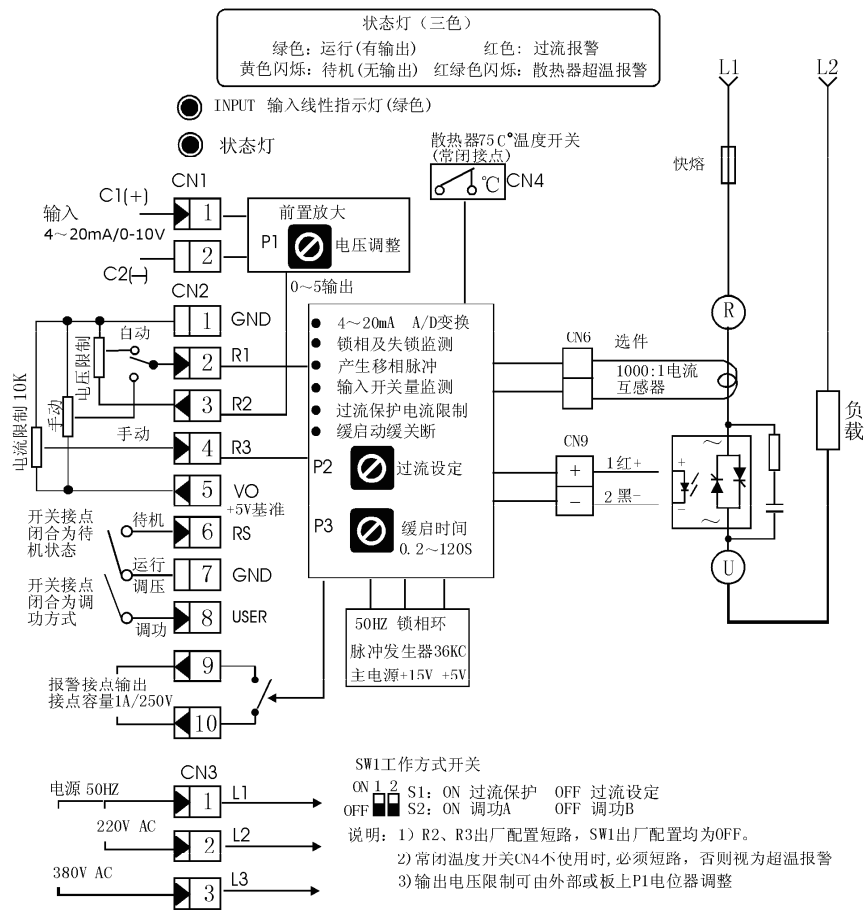 状态灯（三色）
绿色: 运行(有输出) 红色: 过流报警
黄色闪烁: 待机(无输出) 红绿色闪烁: 散热器超温报警
INPUT 输入线性指示灯(绿色)
状态灯
散热器75C°温度开关
(常闭接点)
℃
CN4
L1
L2
快熔
R
负载
U
CN1
C1(+)
输入
4～20mA/0-10V
C2(—)
1
2
前置放大
P1
电压调整
0～5输出
CN2
1 GND
2 R1
3 R2
4 R3
5 VO
+5V基准
6 RS
7 GND
8 USER
9
10
自动
电压限制
手动
电流限制 10K
手动
开关接点
闭合为待
机状态
待机
运行
调压
开关接点
闭合为调
功方式
调功
报警接点输出
接点容量1A/250V
4～20mA A/D变换
锁相及失锁监测
产生移相脉冲
输入开关量监测
过流保护电流限制
缓启动缓关断
P2
过流设定
P3
缓启时间
0.2～120S
50HZ 锁相环
脉冲发生器36KC
主电源+15V +5V
CN6
选件
1000:1电流
互感器
CN9
+
−
1红+
2黑-
+
−
～
～
CN3
电源 50HZ
1 L1
220V AC
2 L2
380V AC
3 L3
SW1工作方式开关
ON 1 2
OFF
S1: ON 过流保护 OFF 过流设定
S2: ON 调功A OFF 调功B
说明: 1) R2、R3出厂配置短路，SW1出厂配置均为OFF。
2)常闭温度开关CN4不使用时,必须短路，否则视为超温报警
3)输出电压限制可由外部或板上P1电位器调整